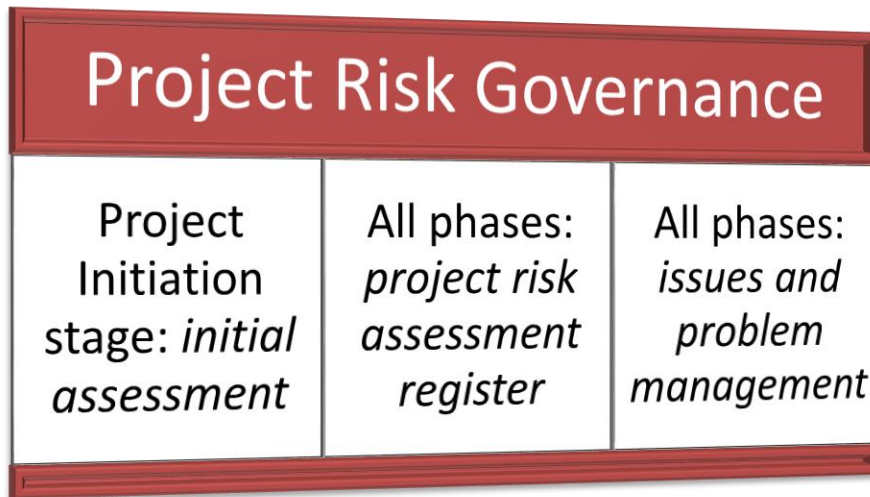 Project Risk Governance
Project
Initiation
stage: initial
assessment
All phases:
project risk
assessment
register
All phases:
issues and
problem
management